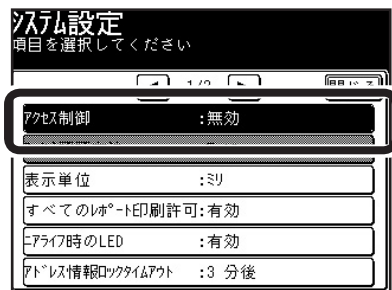 ｼｽﾃﾑ設定
項目を選択してください
1/2
ｱｸｾｽ制御 :無効
表示単位 :ﾐﾘ
すべてのﾚﾎﾟｰﾄ印刷許可:有効
ﾆｱﾗｲﾌ時のLED :有効
ｱﾄﾞﾚｽ情報ﾛｯｸﾀｲﾑｱｳﾄ :3 分後